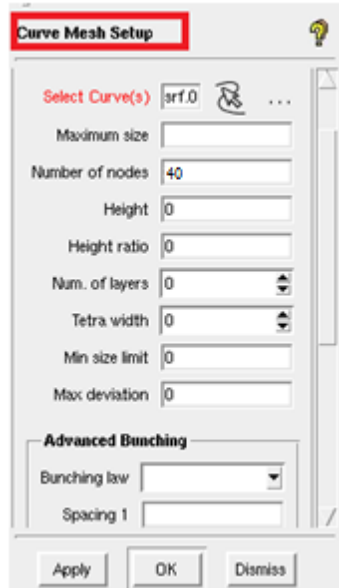 Curve Mesh Setup
Select Curve(s) srf.0 ...
Maximum size
Number of nodes 40
Height 0
Height ratio 0
Num. of layers 0
Tetra width 0
Min size limit 0
Max deviation 0
Advanced Bunching
Bunching law
Spacing 1
Apply OK Dismiss